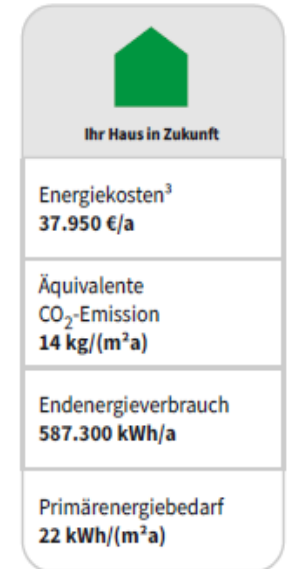 Ihr Haus in Zukunft
Energiekosten³
37.950 €/a
Äquivalente
CO₂-Emission
14 kg/(m²a)
Endenergieverbrauch
587.300 kWh/a
Primärenergiebedarf
22 kWh/(m²a)